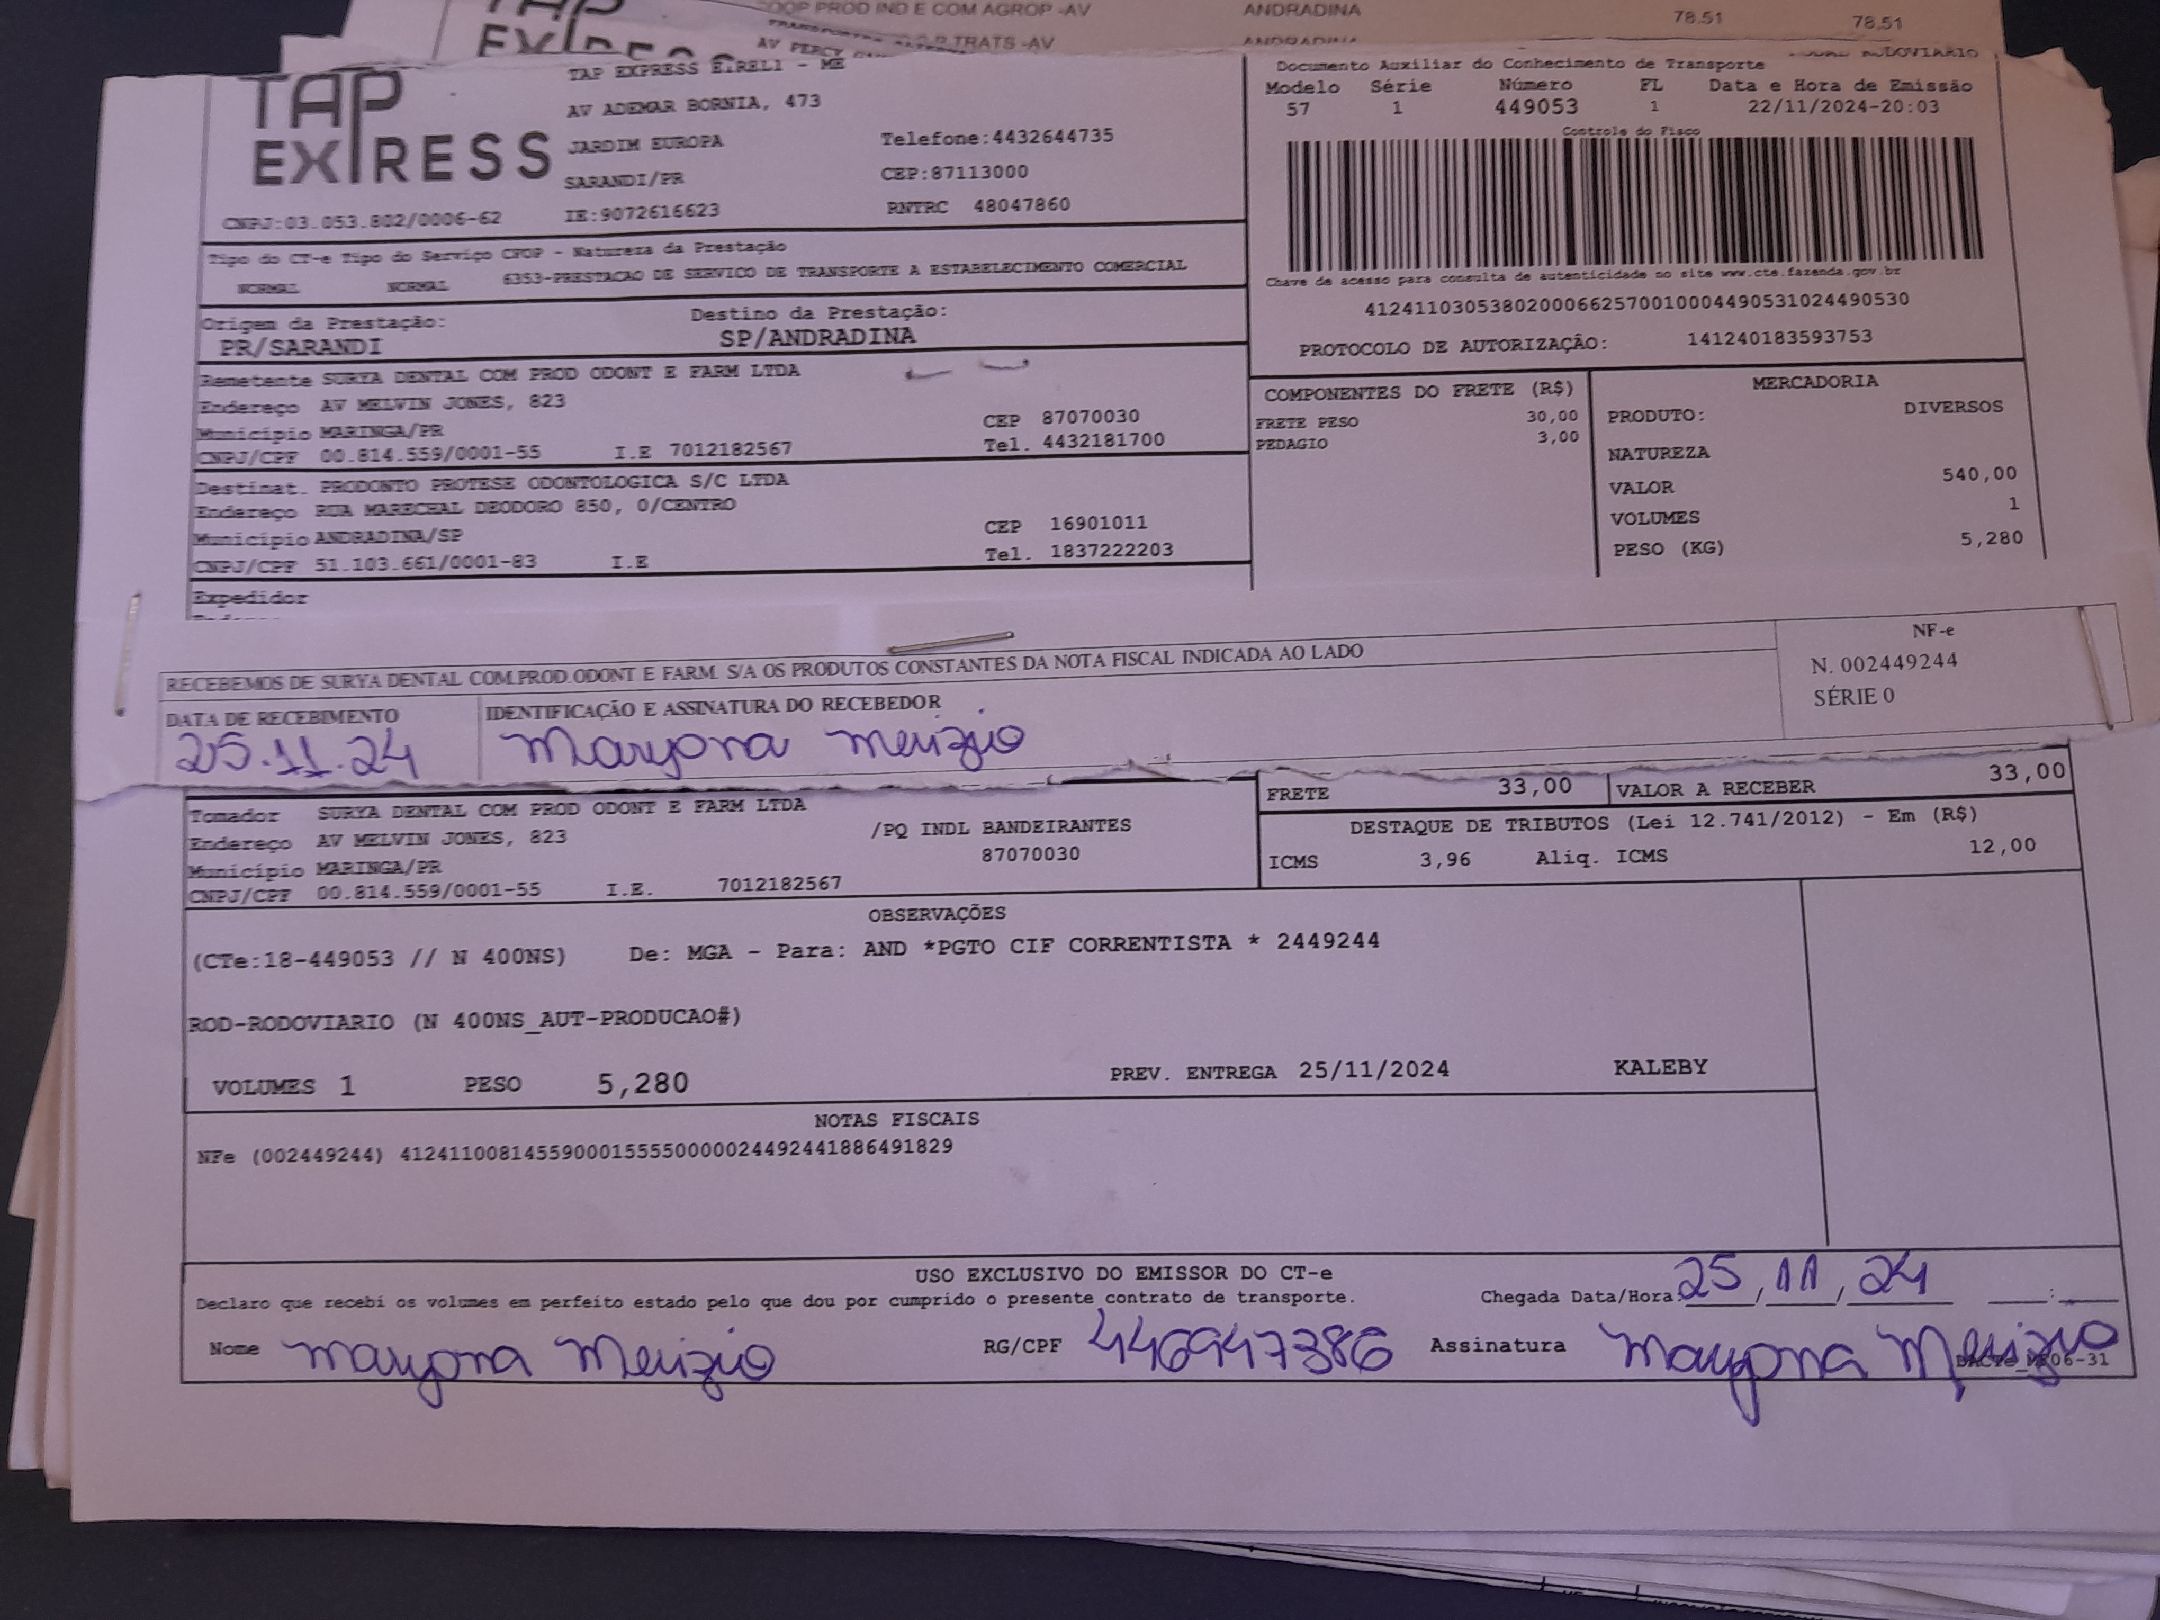 COOP PROD IND E COM AGROP -AV ANDRADINA 78.51 78.51
TRATS -AV ANDRADINA
AV PERCY
TAP EXPRESS
TAP EXPRESS EIRELI - ME
AV ADEMAR BORNIA, 473
JARDIM EUROPA Telefone:4432644735
SARANDI/PR CEP:87113000
CNPJ:03.053.802/0006-62 IE:9072616623 RNTRC 48047860
RODOVIARIO
Documento Auxiliar do Conhecimento de Transporte
Modelo Série Número FL Data e Hora de Emissão
57 1 449053 1 22/11/2024-20:03
Controle do Fisco
Chave de acesso para consulta de autenticidade no site www.cte.fazenda.gov.br
41241103053802000662570010004490531024490530
PROTOCOLO DE AUTORIZAÇÃO: 141240183593753
Tipo do CT-e Tipo do Serviço CFOP - Natureza da Prestação
NORMAL NORMAL 6353-PRESTACAO DE SERVICO DE TRANSPORTE A ESTABELECIMENTO COMERCIAL
Origem da Prestação: Destino da Prestação:
PR/SARANDI SP/ANDRADINA
Remetente SURYA DENTAL COM PROD ODONT E FARM LTDA
Endereço AV MELVIN JONES, 823
Município MARINGA/PR CEP 87070030
CNPJ/CPF 00.814.559/0001-55 I.E 7012182567 Tel. 4432181700
Destinat. PRODONTO PROTESE ODONTOLOGICA S/C LTDA
Endereço RUA MARECHAL DEODORO 850, 0/CENTRO
Município ANDRADINA/SP CEP 16901011
CNPJ/CPF 51.103.661/0001-83 I.E Tel. 1837222203
Expedidor
COMPONENTES DO FRETE (R$)
FRETE PESO 30,00
PEDAGIO 3,00
MERCADORIA
PRODUTO: DIVERSOS
NATUREZA
VALOR 540,00
VOLUMES 1
PESO (KG) 5,280
RECEBEMOS DE SURYA DENTAL COM.PROD.ODONT E FARM. S/A OS PRODUTOS CONSTANTES DA NOTA FISCAL INDICADA AO LADO
NF-e
N. 002449244
SÉRIE 0
DATA DE RECEBIMENTO IDENTIFICAÇÃO E ASSINATURA DO RECEBEDOR
25.11.24 Mayona Merizio
FRETE 33,00 VALOR A RECEBER 33,00
DESTAQUE DE TRIBUTOS (Lei 12.741/2012) - Em (R$)
ICMS 3,96 Aliq. ICMS 12,00
Tomador SURYA DENTAL COM PROD ODONT E FARM LTDA
Endereço AV MELVIN JONES, 823 /PQ INDL BANDEIRANTES
Município MARINGA/PR 87070030
CNPJ/CPF 00.814.559/0001-55 I.E. 7012182567
OBSERVAÇÕES
(CTe:18-449053 // N 400NS) De: MGA - Para: AND *PGTO CIF CORRENTISTA * 2449244
ROD-RODOVIARIO (N 400NS_AUT-PRODUCAO#)
VOLUMES 1 PESO 5,280 PREV. ENTREGA 25/11/2024 KALEBY
NOTAS FISCAIS
NFe (002449244) 41241100814559000155550000024492441886491829
USO EXCLUSIVO DO EMISSOR DO CT-e
Declaro que recebi os volumes em perfeito estado pelo que dou por cumprido o presente contrato de transporte. Chegada Data/Hora: 25/11/24 __:__
Nome Mayona Merizio RG/CPF 446947386 Assinatura Mayona Merizio